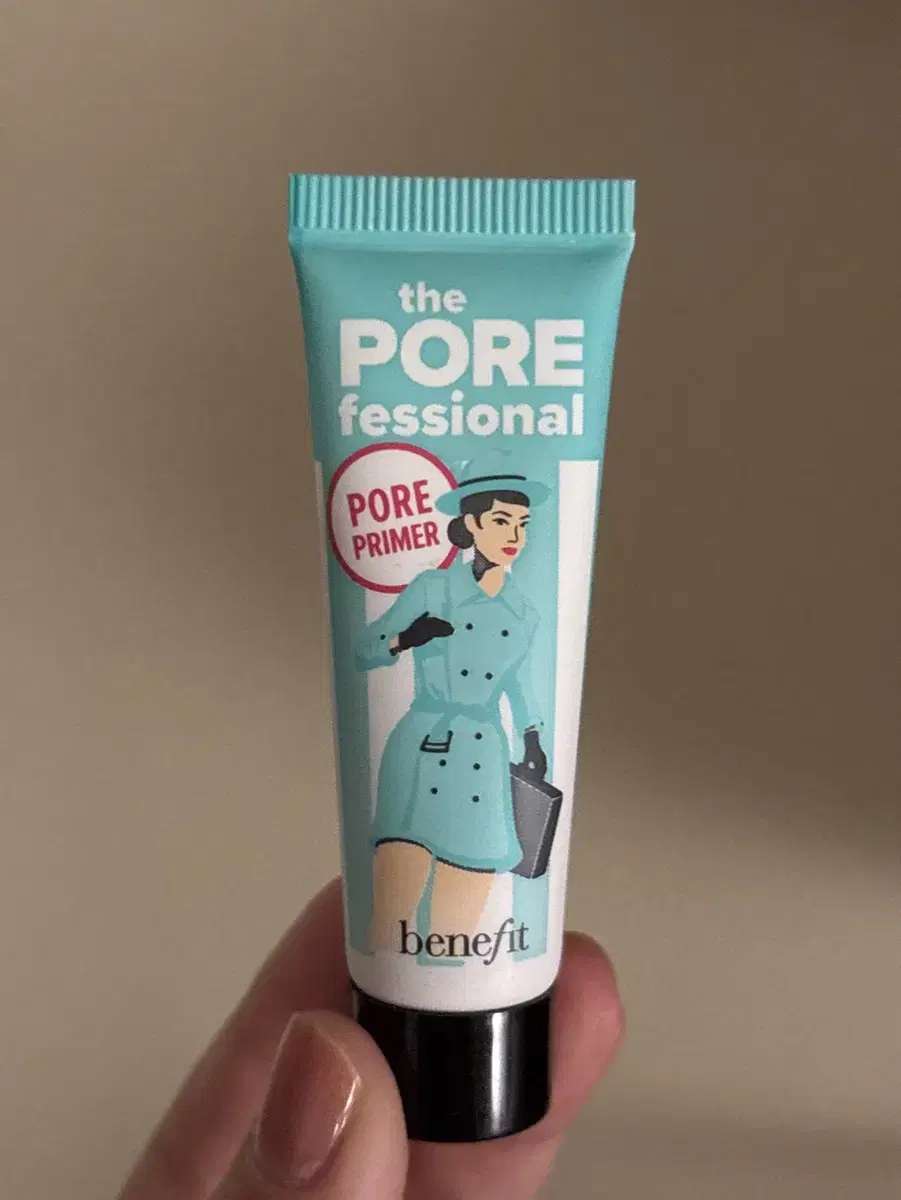 the
PORE
fessional
PORE
PRIMER
benefit